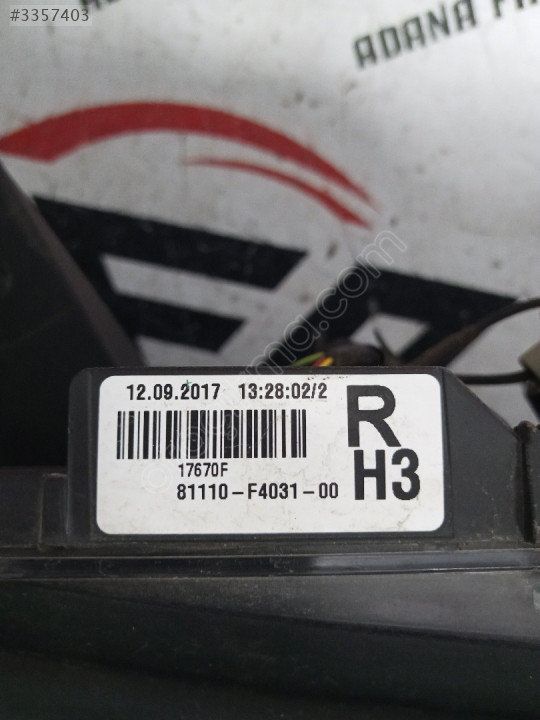 #3357403
ADANA
12.09.2017 13:28:02/2
R
17670F
81110-F4031-00
H3